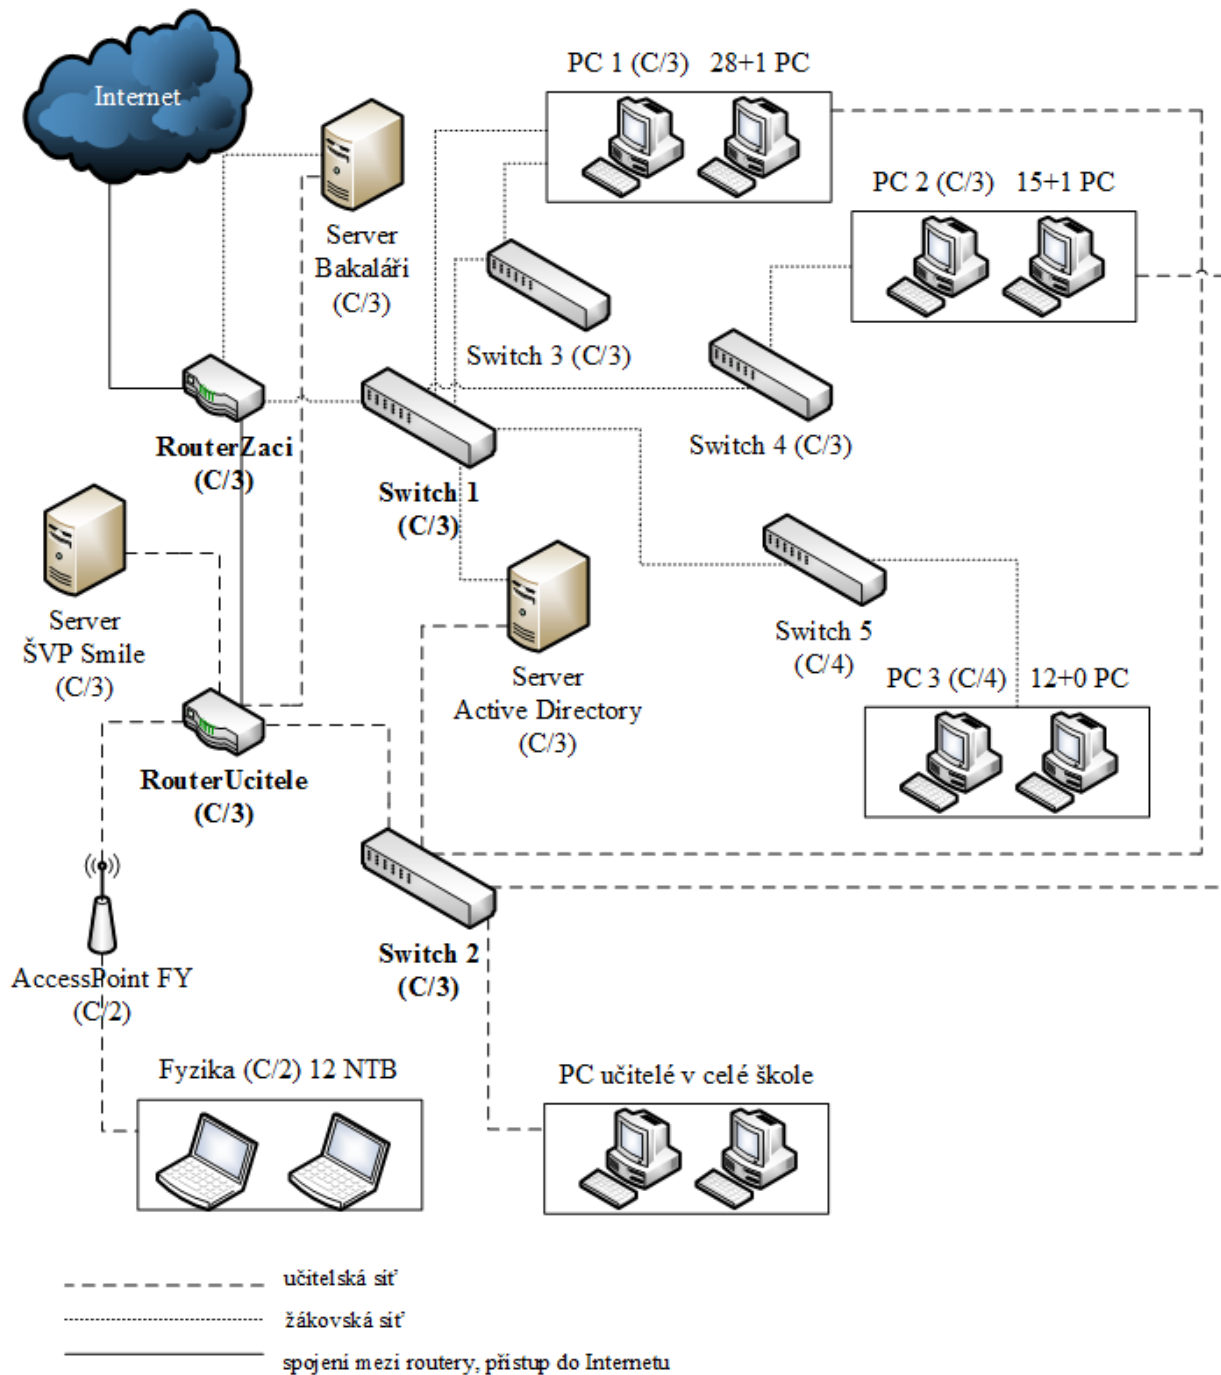 Internet
PC 1 (C/3) 28+1 PC
PC 2 (C/3) 15+1 PC
Server
Bakaláři
(C/3)
Switch 3 (C/3)
RouterZaci
(C/3)
Switch 4 (C/3)
Switch 1
(C/3)
Server
ŠVP Smile
(C/3)
Switch 5
(C/4)
Server
Active Directory
(C/3)
PC 3 (C/4) 12+0 PC
RouterUcitele
(C/3)
Switch 2
(C/3)
AccessPoint FY
(C/2)
Fyzika (C/2) 12 NTB
PC učitelé v celé škole
učitelská síť
žákovská síť
spojení mezi routery, přístup do Internetu